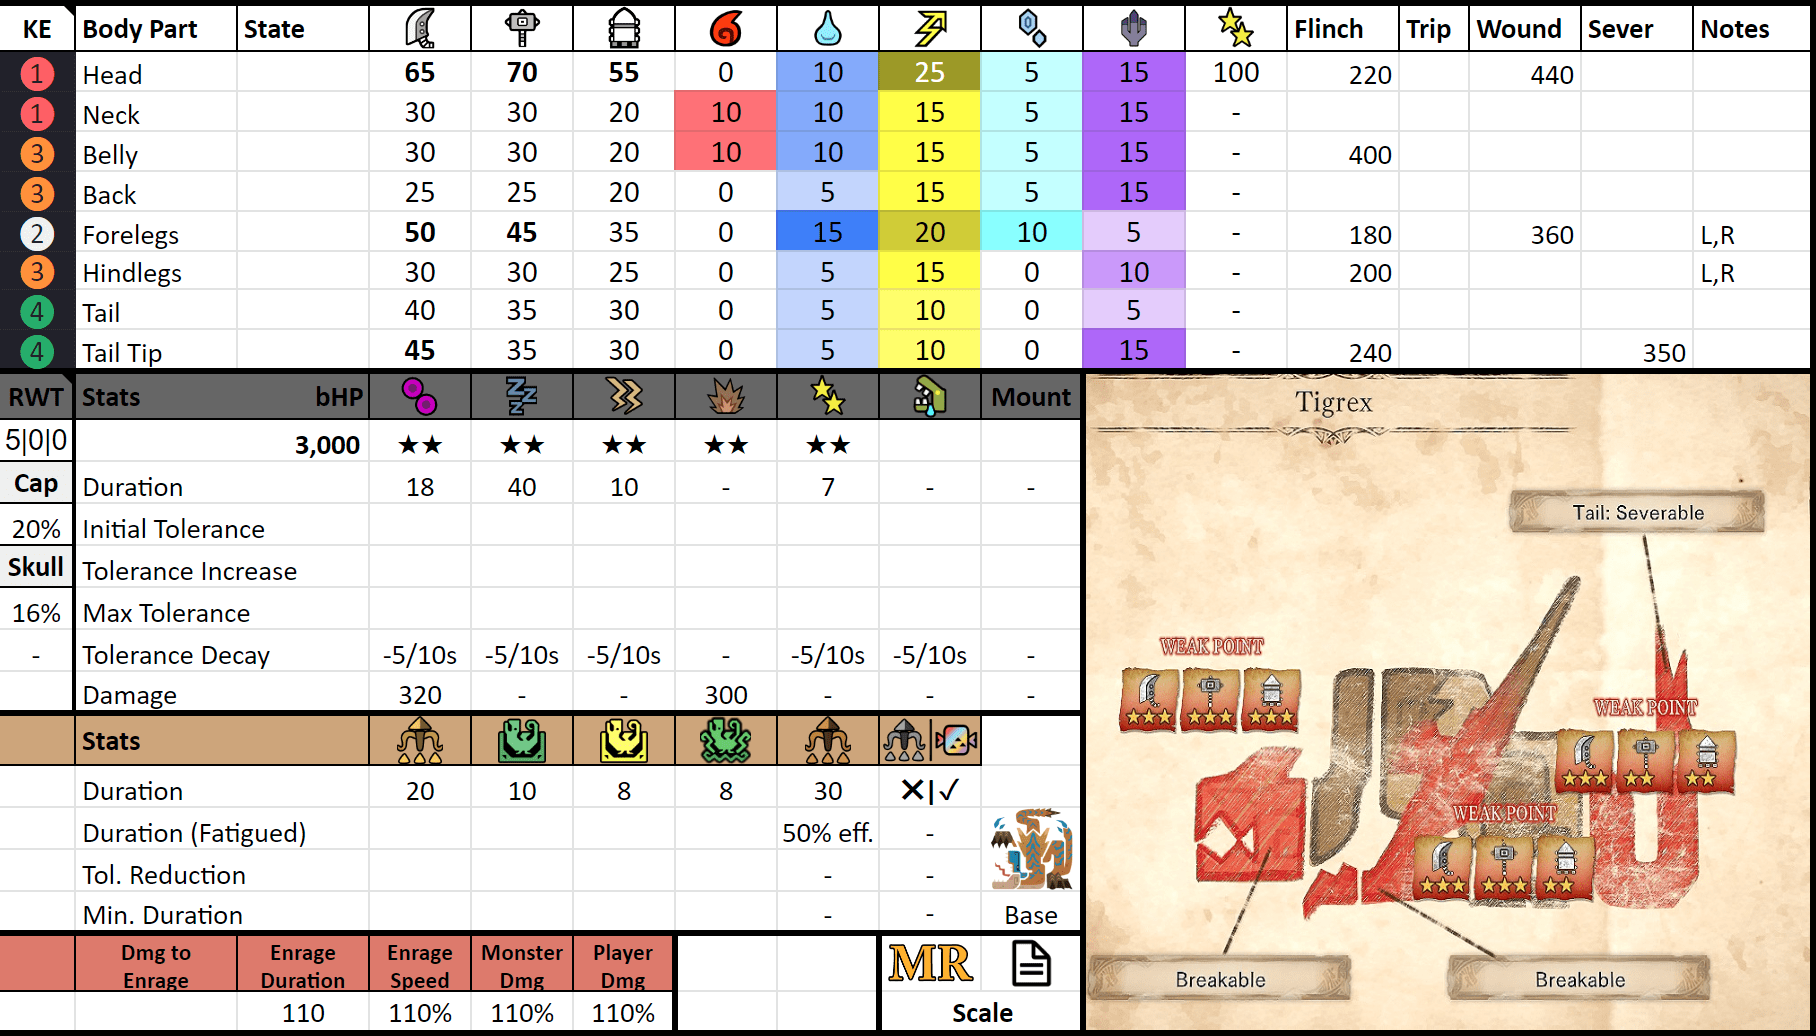 KE Body Part State Flinch Trip Wound Sever Notes
1 Head 65 70 55 0 10 25 5 15 100 220 440
1 Neck 30 30 20 10 10 15 5 15 -
3 Belly 30 30 20 10 10 15 5 15 - 400
3 Back 25 25 20 0 5 15 5 15 -
2 Forelegs 50 45 35 0 15 20 10 5 - 180 360 L,R
3 Hindlegs 30 30 25 0 5 15 0 10 - 200 L,R
4 Tail 40 35 30 0 5 10 0 5 -
4 Tail Tip 45 35 30 0 5 10 0 15 - 240 350
RWT Stats bHP Mount
5|0|0 3,000 ★★ ★★ ★★ ★★ ★★
Cap Duration 18 40 10 - 7 - -
20% Initial Tolerance
Skull Tolerance Increase
16% Max Tolerance
- Tolerance Decay -5/10s -5/10s -5/10s - -5/10s -5/10s -
Damage 320 - - 300 - - -
Stats
Duration 20 10 8 8 30 ✕|✓
Duration (Fatigued) 50% eff. -
Tol. Reduction - -
Min. Duration - - Base
Dmg to Enrage Enrage Duration Enrage Speed Monster Dmg Player Dmg MR
110 110% 110% 110% Scale
Tigrex
Tail: Severable
WEAK POINT
WEAK POINT
WEAK POINT
Breakable Breakable